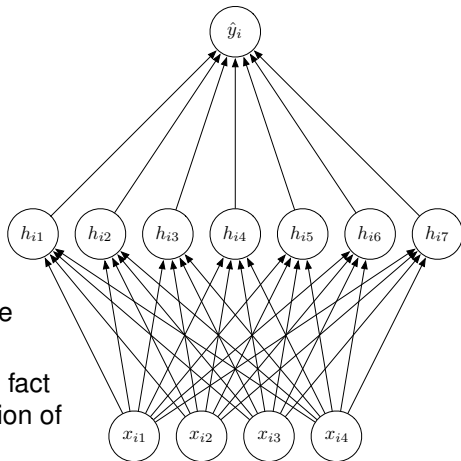 ŷᵢ
hᵢ₁ hᵢ₂ hᵢ₃ hᵢ₄ hᵢ₅ hᵢ₆ hᵢ₇
e
fact
ion of
xᵢ₁ xᵢ₂ xᵢ₃ xᵢ₄